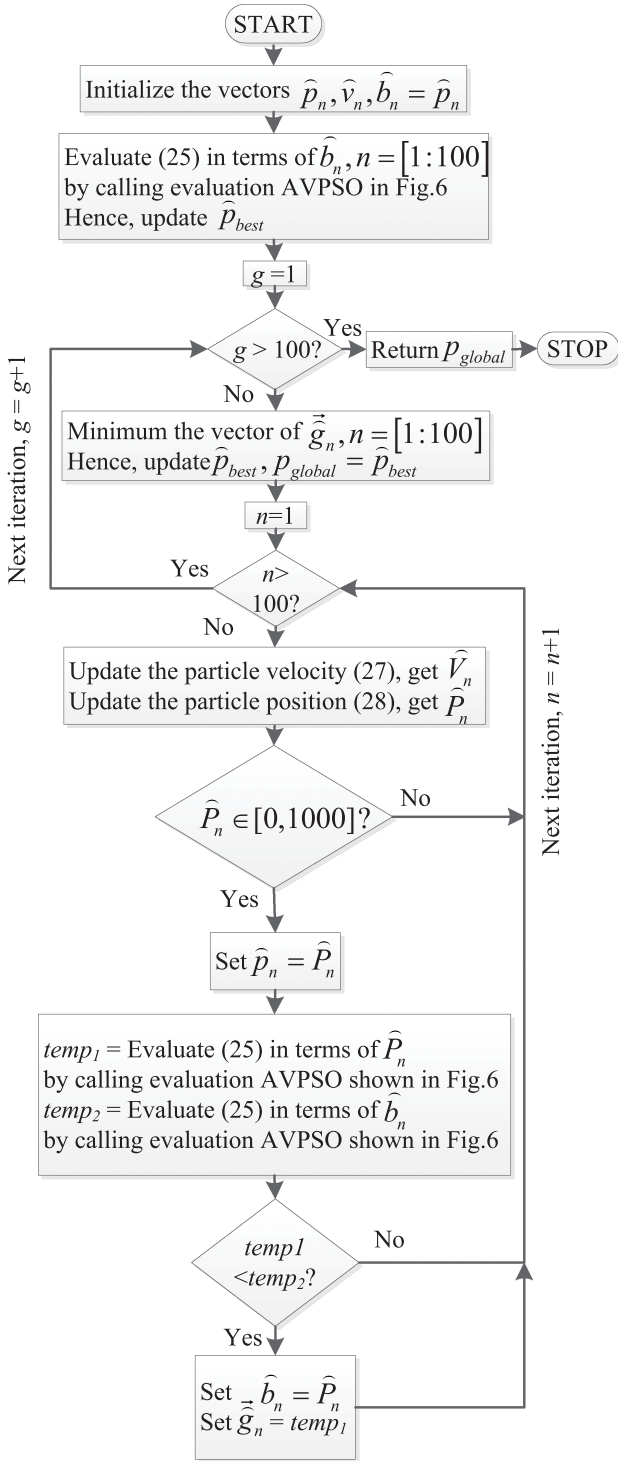 START
Initialize the vectors p̂ₙ, v̂ₙ, b̂ₙ = p̂ₙ
Evaluate (25) in terms of b̂ₙ, n = [1:100]
by calling evaluation AVPSO in Fig.6
Hence, update p̂_best
g =1
g > 100?
Yes
Return p_global
STOP
No
Next iteration, g = g+1
Minimum the vector of ĝ⃗ₙ, n = [1:100]
Hence, update p̂_best, p_global = p̂_best
n=1
Yes
n>
100?
No
Update the particle velocity (27), get V̂ₙ
Update the particle position (28), get P̂ₙ
Next iteration, n = n+1
P̂ₙ ∈ [0,1000]?
No
Yes
Set p̂ₙ = P̂ₙ
temp₁ = Evaluate (25) in terms of P̂ₙ
by calling evaluation AVPSO shown in Fig.6
temp₂ = Evaluate (25) in terms of b̂ₙ
by calling evaluation AVPSO shown in Fig.6
temp1
<temp₂?
No
Yes
Set b̂ₙ = P̂ₙ
Set ĝ⃗ₙ = temp₁